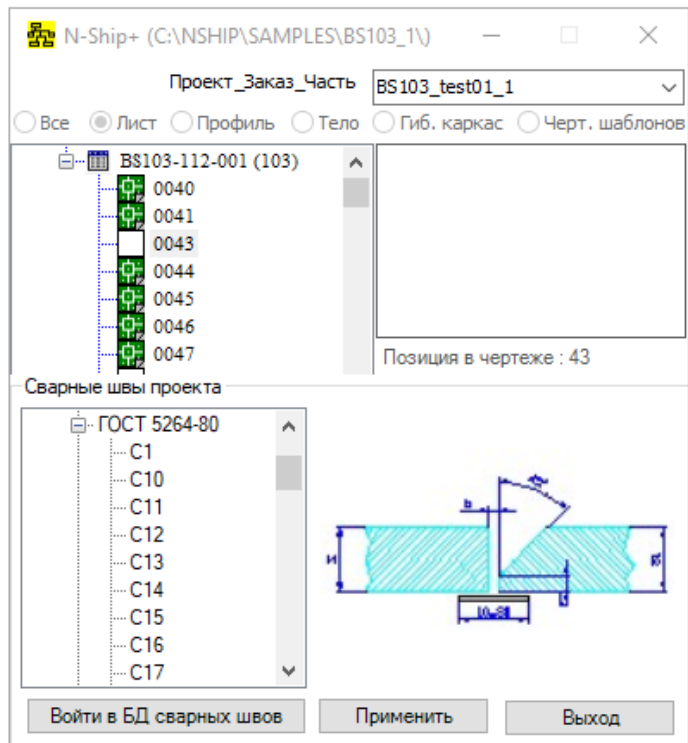 N-Ship+ (C:\NSHIP\SAMPLES\BS103_1\)
Проект_Заказ_Часть BS103_test01_1
Все Лист Профиль Тело Гиб. каркас Черт. шаблонов
BS103-112-001 (103)
0040
0041
0043
0044
0045
0046
0047
Позиция в чертеже : 43
Сварные швы проекта
ГОСТ 5264-80
C1
C10
C11
C12
C13
C14
C15
C16
C17
b
Войти в БД сварных швов Применить Выход